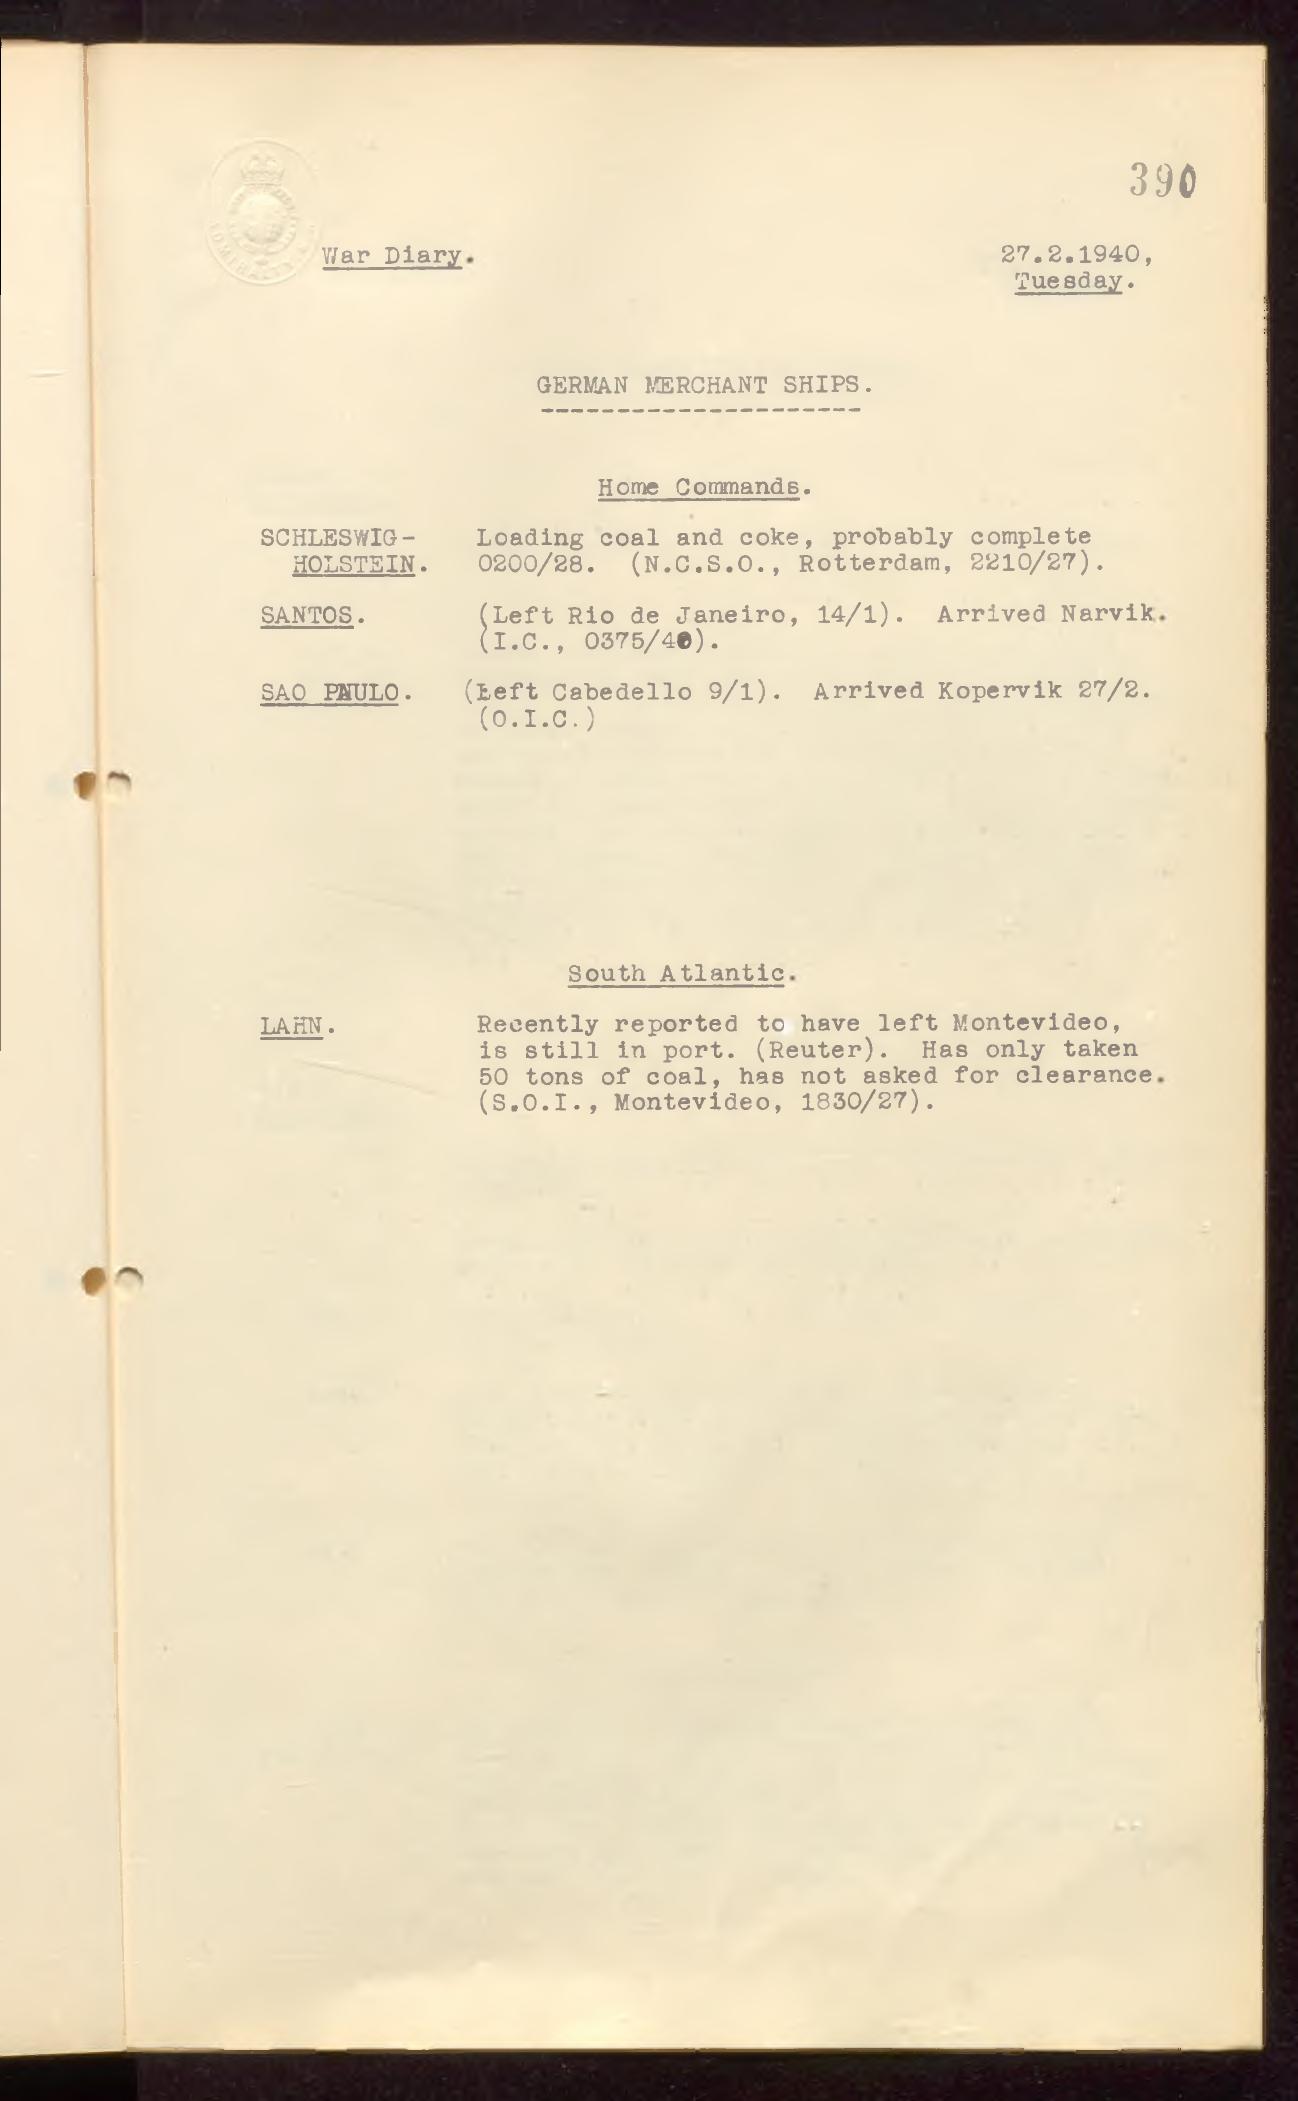 390
War Diary.
27.2.1940,
Tuesday.
GERMAN MERCHANT SHIPS.
---------------------
Home Commands.
SCHLESWIG- Loading coal and coke, probably complete
HOLSTEIN. 0200/28. (N.C.S.O., Rotterdam, 2210/27).
SANTOS. (Left Rio de Janeiro, 14/1). Arrived Narvik.
(I.C., 0375/40).
SAO PAULO. (Left Cabedello 9/1). Arrived Kopervik 27/2.
(O.I.C.)
South Atlantic.
LAHN. Recently reported to have left Montevideo,
is still in port. (Reuter). Has only taken
50 tons of coal, has not asked for clearance.
(S.O.I., Montevideo, 1830/27).